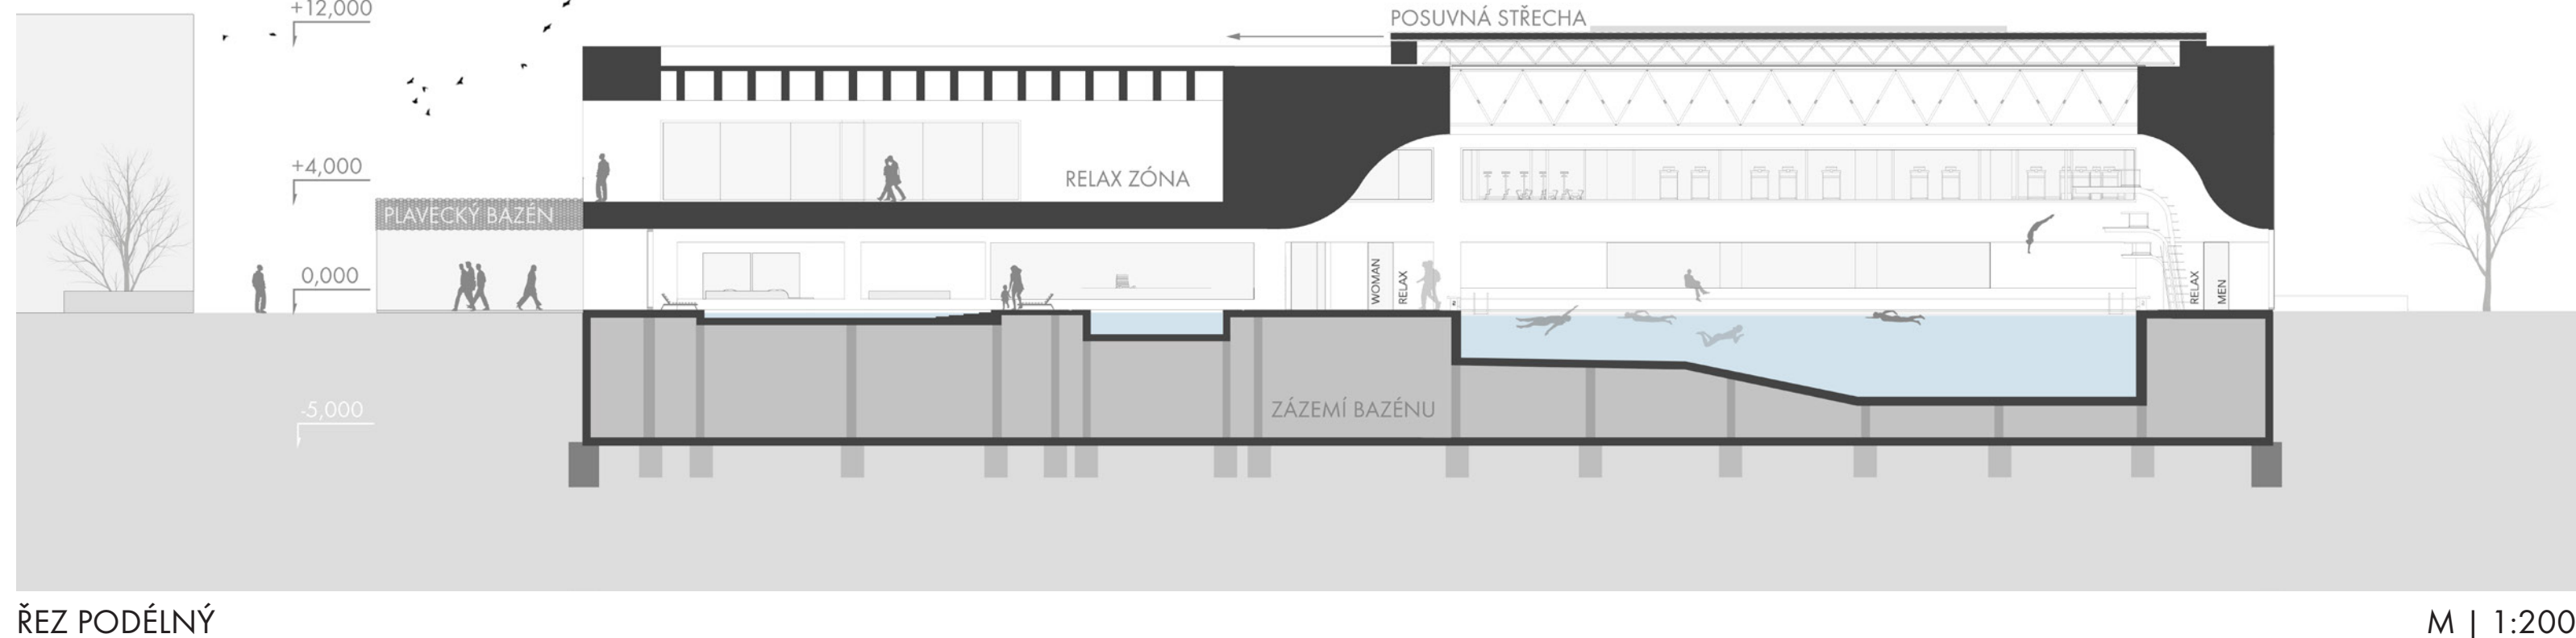 +12,000
POSUVNÁ STŘECHA
+4,000
RELAX ZÓNA
PLAVECKÝ BAZÉN
0,000
WOMAN
RELAX
RELAX
MEN
-5,000
ZÁZEMÍ BAZÉNU
ŘEZ PODÉLNÝ
M | 1:200